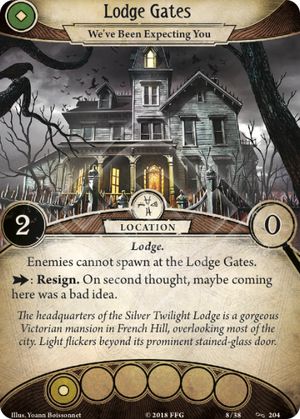 Lodge Gates
We've Been Expecting You
2
0
LOCATION
Lodge.
Enemies cannot spawn at the Lodge Gates.
: Resign. On second thought, maybe coming
here was a bad idea.
The headquarters of the Silver Twilight Lodge is a gorgeous
Victorian mansion in French Hill, overlooking most of the
city. Light flickers beyond its prominent stained-glass door.
Illus. Yoann Boissonnet
© 2018 FFG
8/38
204